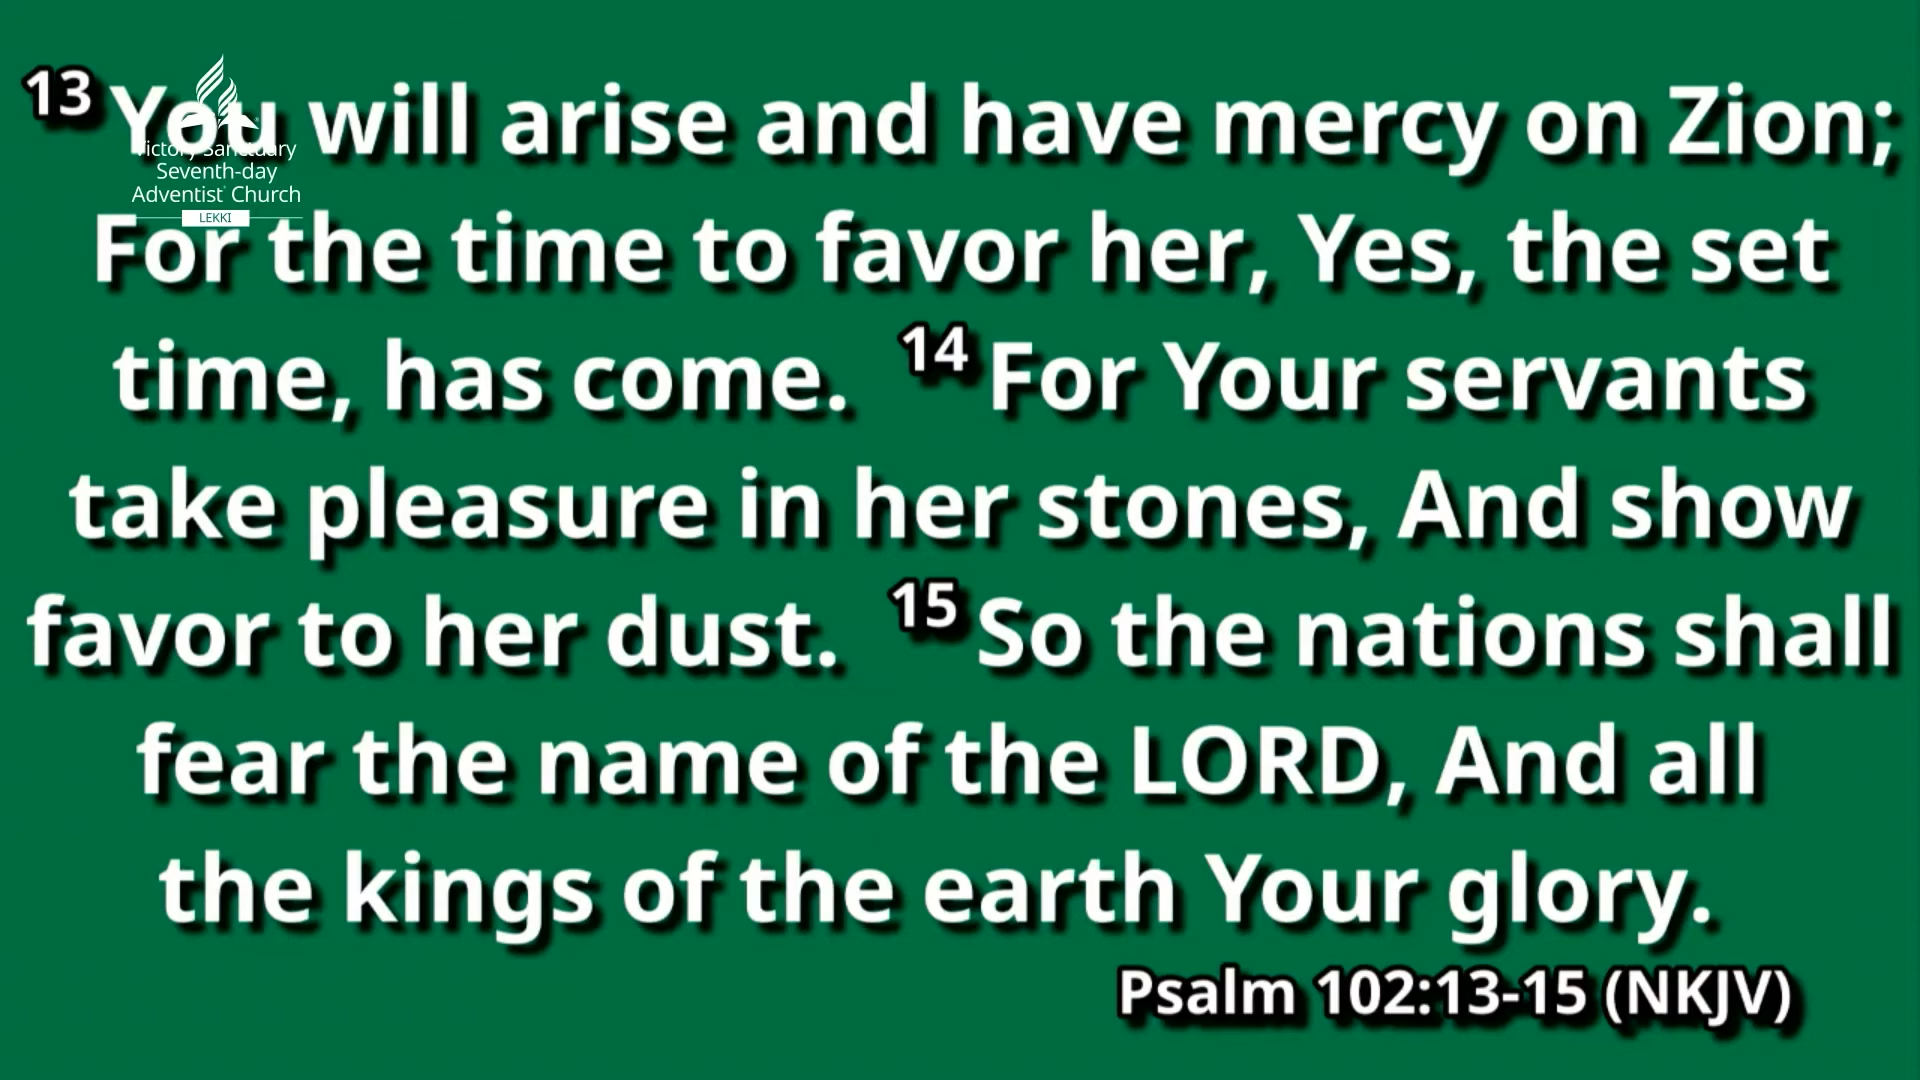 13 You will arise and have mercy on Zion;
Victory Sanctuary
Seventh-day
Adventist Church
LEKKI
For the time to favor her, Yes, the set
time, has come. 14 For Your servants
take pleasure in her stones, And show
favor to her dust. 15 So the nations shall
fear the name of the LORD, And all
the kings of the earth Your glory.
Psalm 102:13-15 (NKJV)